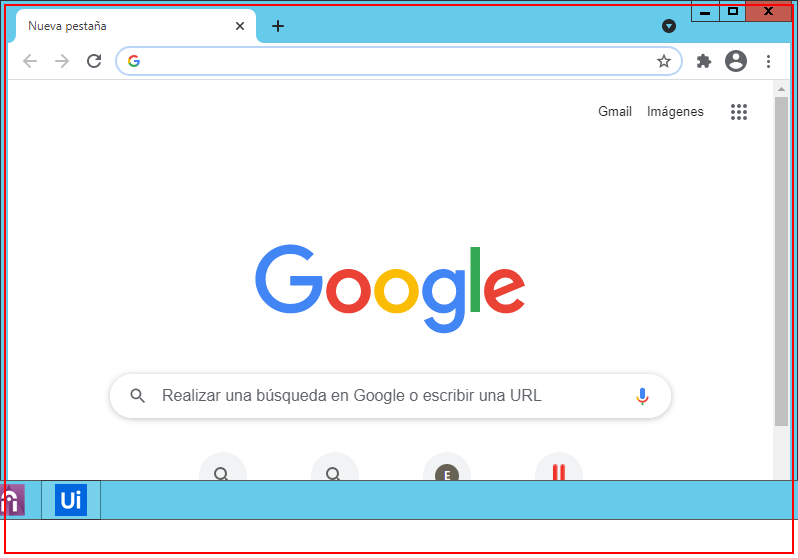 Nueva pestaña
Gmail Imágenes
Google
Realizar una búsqueda en Google o escribir una URL
E
Ui